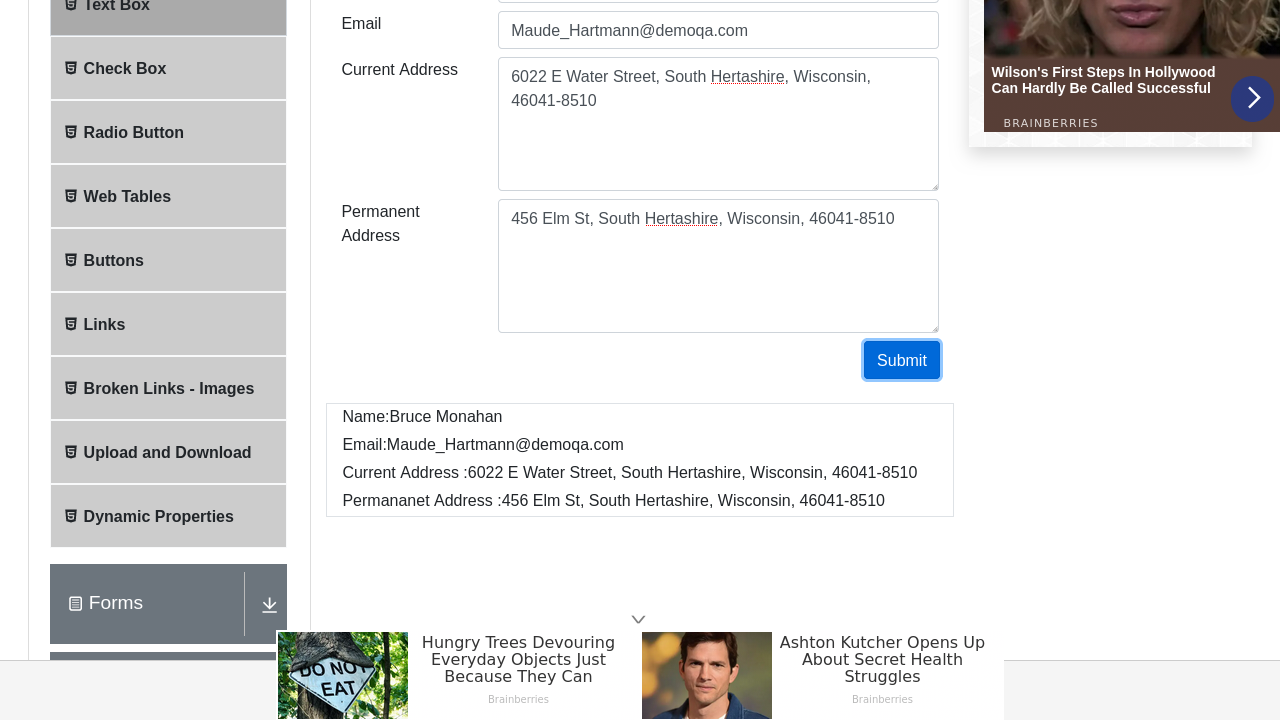 Text Box
Check Box
Radio Button
Web Tables
Buttons
Links
Broken Links - Images
Upload and Download
Dynamic Properties
Forms
Email
Maude_Hartmann@demoqa.com
Current Address
6022 E Water Street, South Hertashire, Wisconsin,
46041-8510
Permanent
Address
456 Elm St, South Hertashire, Wisconsin, 46041-8510
Submit
Name:Bruce Monahan
Email:Maude_Hartmann@demoqa.com
Current Address :6022 E Water Street, South Hertashire, Wisconsin, 46041-8510
Permananet Address :456 Elm St, South Hertashire, Wisconsin, 46041-8510
Wilson's First Steps In Hollywood
Can Hardly Be Called Successful
BRAINBERRIES
DO NOT
EAT
Hungry Trees Devouring
Everyday Objects Just
Because They Can
Brainberries
Ashton Kutcher Opens Up
About Secret Health
Struggles
Brainberries